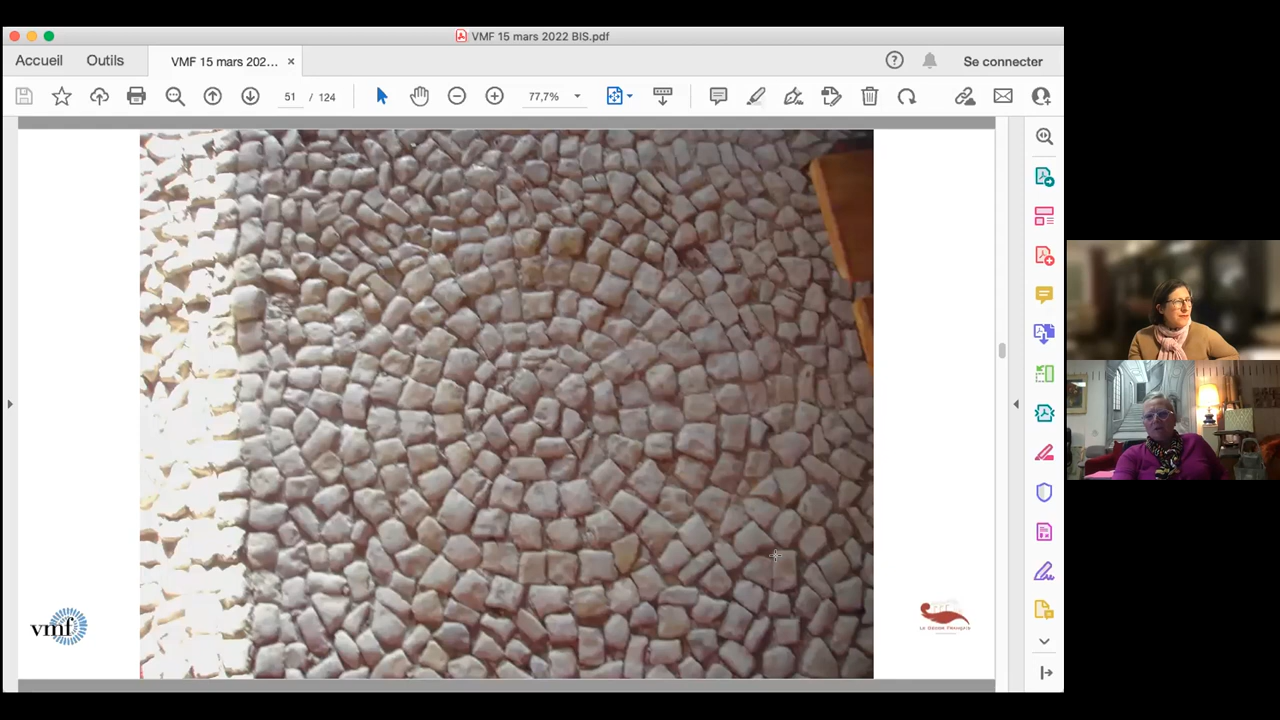 VMF 15 mars 2022 BIS.pdf
Accueil Outils VMF 15 mars 202... × Se connecter
51 / 124 77,7%
vmf